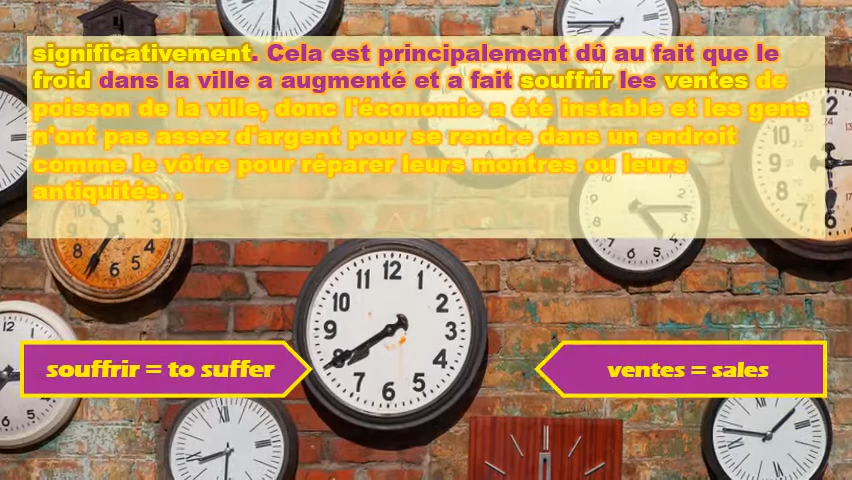 significativement. Cela est principalement dû au fait que le
froid dans la ville a augmenté et a fait souffrir les ventes de
poisson de la ville, donc l'économie a été instable et les gens
n'ont pas assez d'argent pour se rendre dans un endroit
comme le vôtre pour réparer leurs montres ou leurs
antiquités. .
souffrir = to suffer
ventes = sales